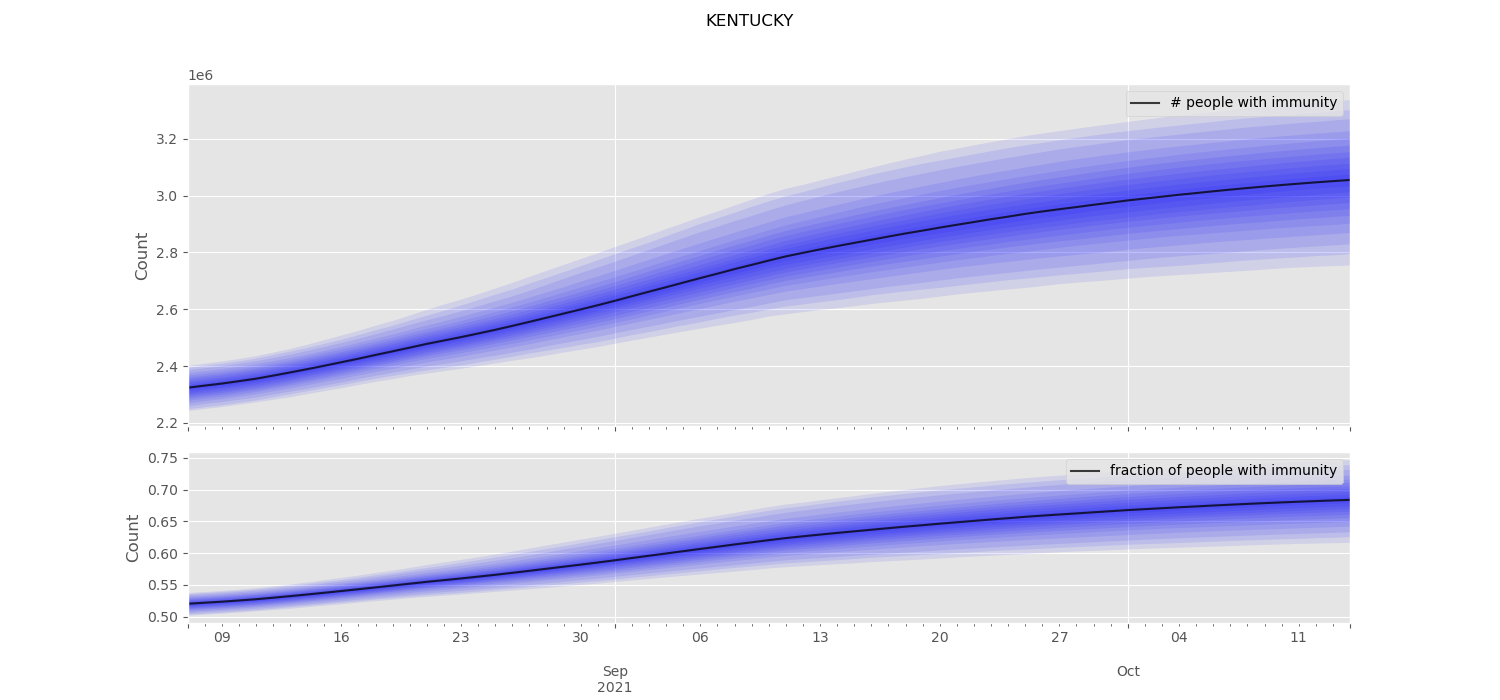 KENTUCKY
1e6
# people with immunity
3.2
3.0
2.8
2.6
2.4
2.2
Count
fraction of people with immunity
0.75
0.70
0.65
0.60
0.55
0.50
Count
09 16 23 30 06 13 20 27 04 11
Sep Oct
2021